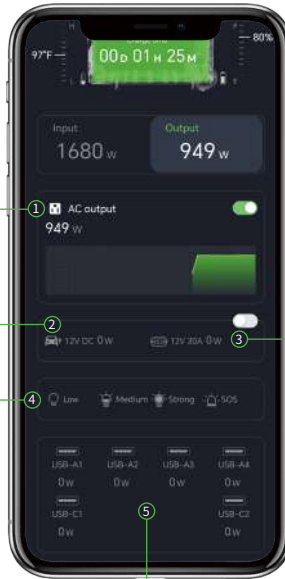 80%
97°F
00D 01H 25M
Input
1680 w
Output
949 w
① AC output
949 w
②
12V DC 0w
12V 30A 0w ③
④ Low Medium Strong SOS
USB-A1 USB-A2 USB-A3 USB-A4
0w 0w 0w 0w
USB-C1 ⑤ USB-C2
0w 0w